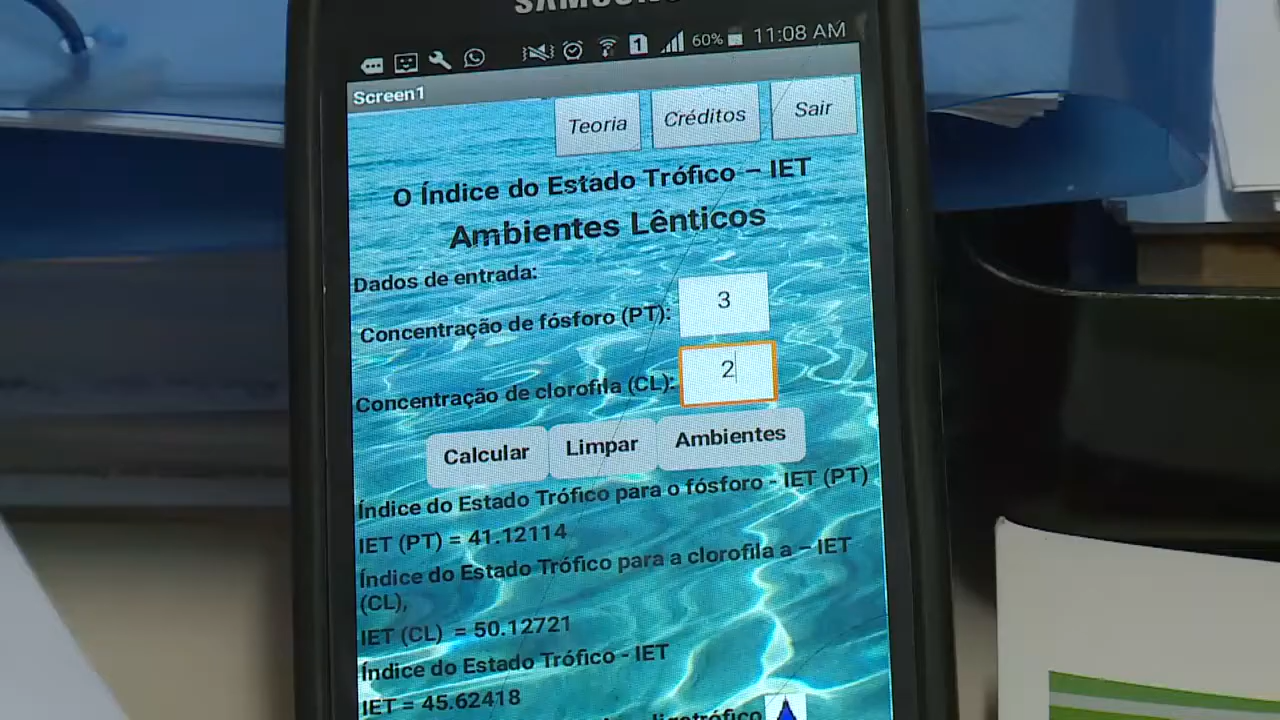 SAMSUNG
1 60% 11:08 AM
Screen1
Teoria Créditos Sair
O Índice do Estado Trófico – IET
Ambientes Lênticos
Dados de entrada:
Concentração de fósforo (PT): 3
Concentração de clorofila (CL): 2
Calcular Limpar Ambientes
Índice do Estado Trófico para o fósforo - IET (PT)
IET (PT) = 41.12114
Índice do Estado Trófico para a clorofila a – IET
(CL),
IET (CL) = 50.12721
Índice do Estado Trófico - IET
IET = 45.62418